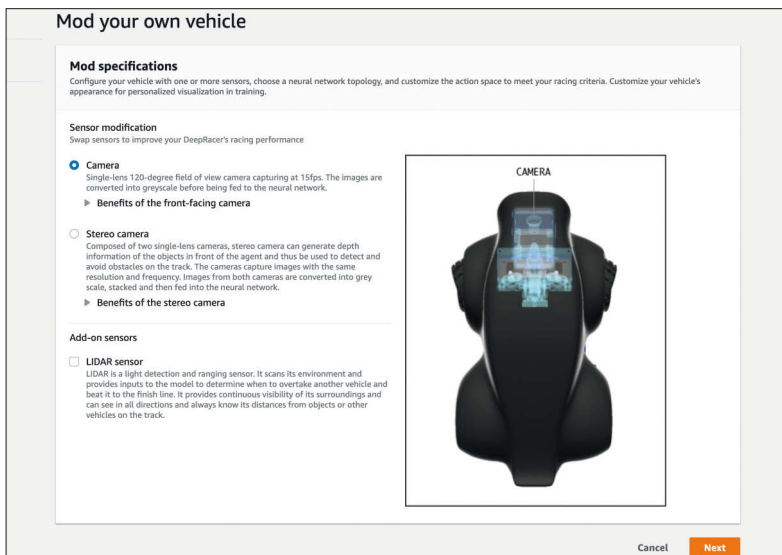 Mod your own vehicle
Mod specifications
Configure your vehicle with one or more sensors, choose a neural network topology, and customize the action space to meet your racing criteria. Customize your vehicle's
appearance for personalized visualization in training.
Sensor modification
Swap sensors to improve your DeepRacer's racing performance
Camera
Single-lens 120-degree field of view camera capturing at 15fps. The images are
converted into greyscale before being fed to the neural network.
Benefits of the front-facing camera
Stereo camera
Composed of two single-lens cameras, stereo camera can generate depth
information of the objects in front of the agent and thus be used to detect and
avoid obstacles on the track. The cameras capture images with the same
resolution and frequency. Images from both cameras are converted into grey
scale, stacked and then fed into the neural network.
Benefits of the stereo camera
Add-on sensors
LIDAR sensor
LIDAR is a light detection and ranging sensor. It scans its environment and
provides inputs to the model to determine when to overtake another vehicle and
beat it to the finish line. It provides continuous visibility of its surroundings and
can see in all directions and always know its distances from objects or other
vehicles on the track.
CAMERA
Cancel
Next